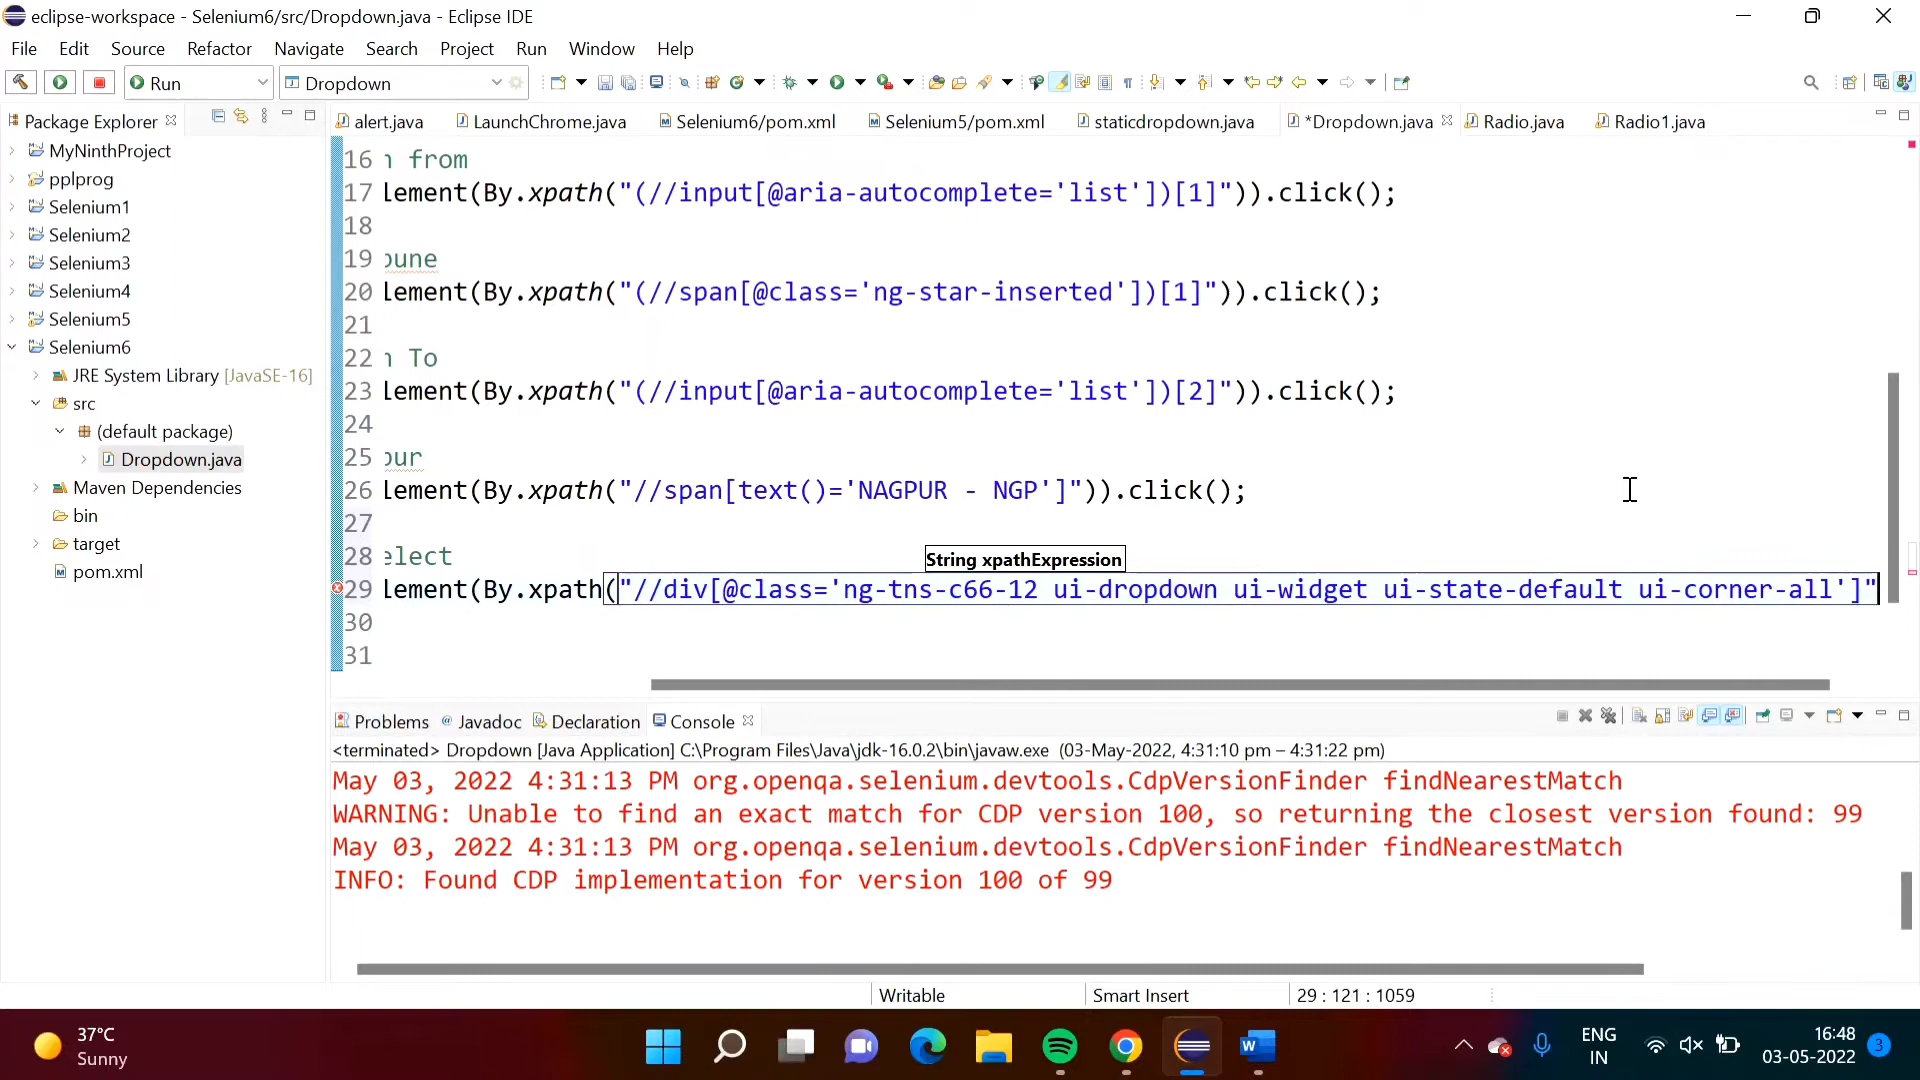 eclipse-workspace - Selenium6/src/Dropdown.java - Eclipse IDE
File Edit Source Refactor Navigate Search Project Run Window Help
Run Dropdown
Package Explorer
alert.java LaunchChrome.java Selenium6/pom.xml Selenium5/pom.xml staticdropdown.java *Dropdown.java Radio.java Radio1.java
MyNinthProject
pplprog
Selenium1
Selenium2
Selenium3
Selenium4
Selenium5
Selenium6
JRE System Library [JavaSE-16]
src
(default package)
Dropdown.java
Maven Dependencies
bin
target
pom.xml
16 n from
17 lement(By.xpath("(//input[@aria-autocomplete='list'])[1]")).click();
18
19 pune
20 lement(By.xpath("(//span[@class='ng-star-inserted'])[1]")).click();
21
22 n To
23 lement(By.xpath("(//input[@aria-autocomplete='list'])[2]")).click();
24
25 pur
26 lement(By.xpath("//span[text()='NAGPUR - NGP']")).click();
27
28 elect
String xpathExpression
29 lement(By.xpath("//div[@class='ng-tns-c66-12 ui-dropdown ui-widget ui-state-default ui-corner-all']"
30
31
Problems Javadoc Declaration Console
<terminated> Dropdown [Java Application] C:\Program Files\Java\jdk-16.0.2\bin\javaw.exe (03-May-2022, 4:31:10 pm – 4:31:22 pm)
May 03, 2022 4:31:13 PM org.openqa.selenium.devtools.CdpVersionFinder findNearestMatch
WARNING: Unable to find an exact match for CDP version 100, so returning the closest version found: 99
May 03, 2022 4:31:13 PM org.openqa.selenium.devtools.CdpVersionFinder findNearestMatch
INFO: Found CDP implementation for version 100 of 99
Writable Smart Insert 29 : 121 : 1059
37°C
Sunny
ENG
IN
16:48
03-05-2022
3